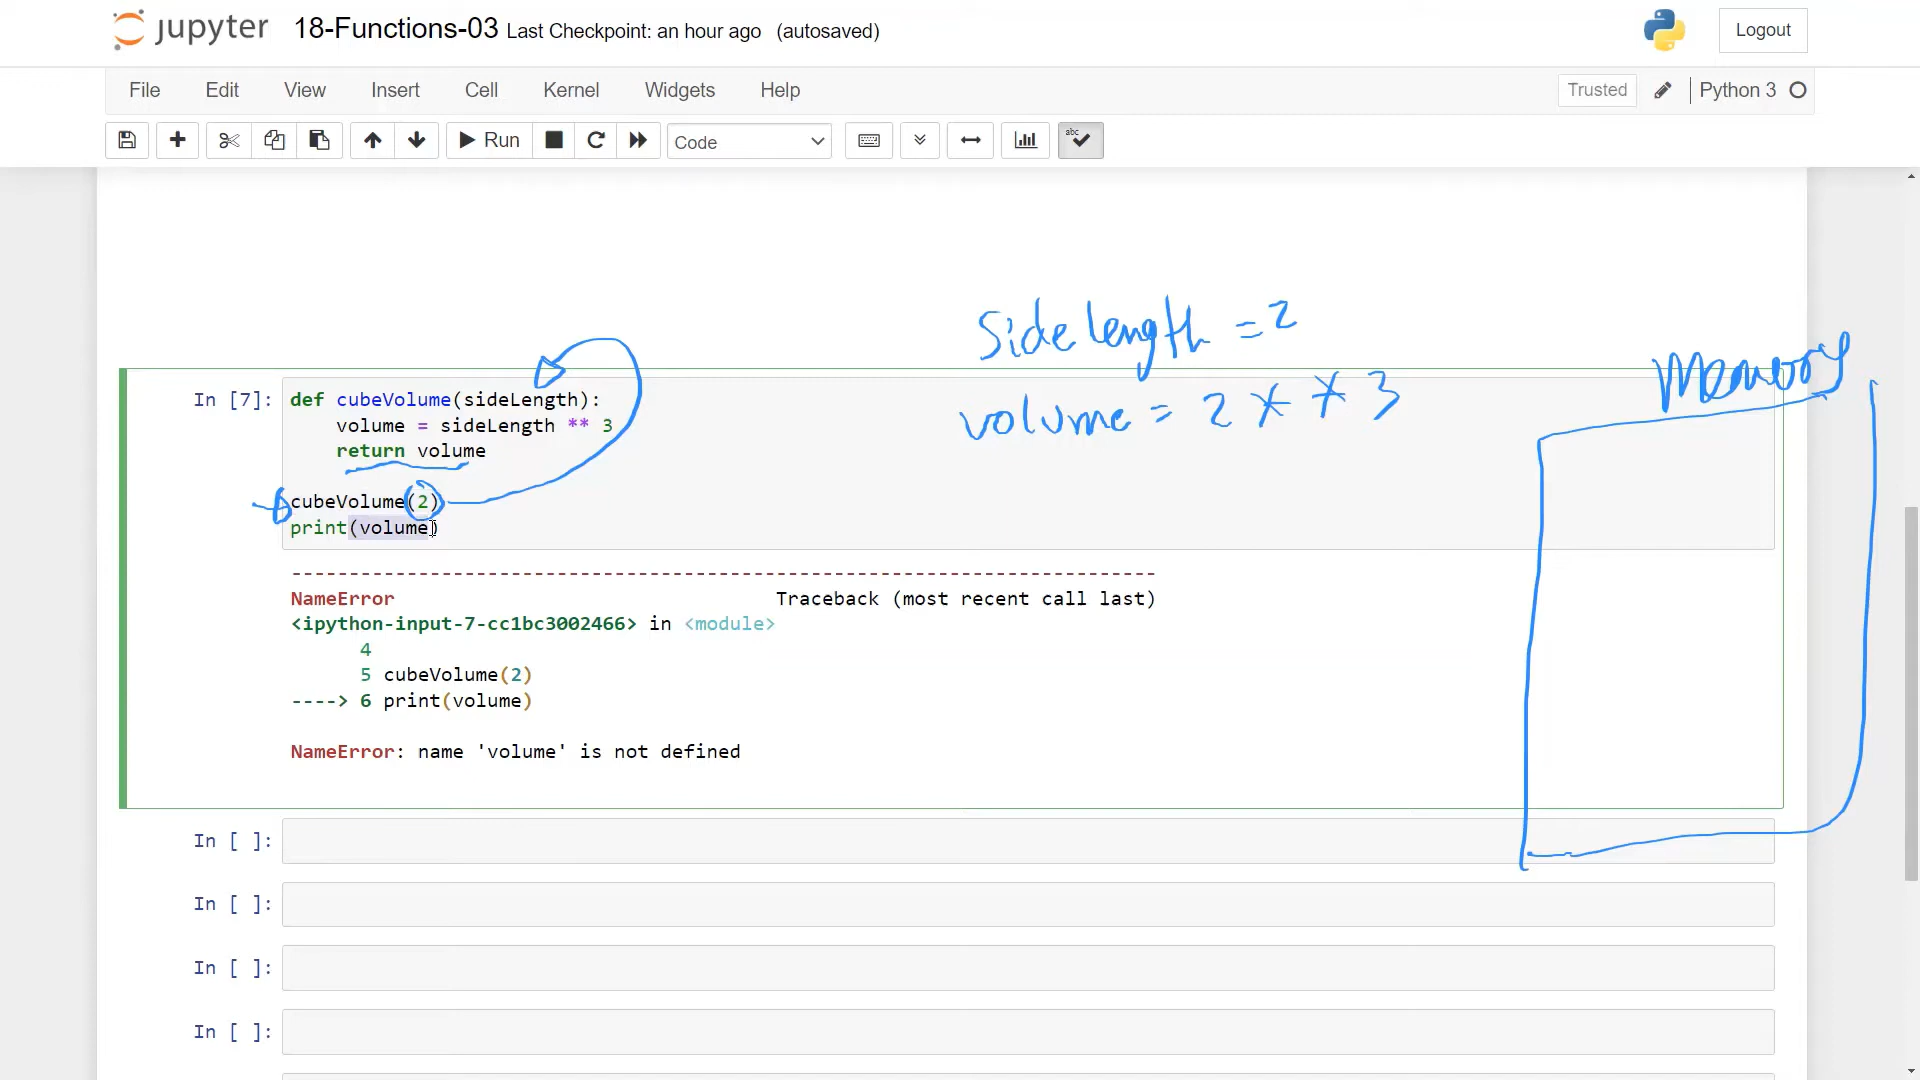 jupyter 18-Functions-03 Last Checkpoint: an hour ago (autosaved) Logout
File Edit View Insert Cell Kernel Widgets Help Trusted Python 3
Run Code abc
Side length = 2
Memory
volume = 2 * * 3
In [7]: def cubeVolume(sideLength):
volume = sideLength ** 3
return volume
cubeVolume(2)
print(volume)
---------------------------------------------------------------------------
NameError Traceback (most recent call last)
<ipython-input-7-cc1bc3002466> in <module>
4
5 cubeVolume(2)
----> 6 print(volume)
NameError: name 'volume' is not defined
In [ ]:
In [ ]:
In [ ]:
In [ ]: